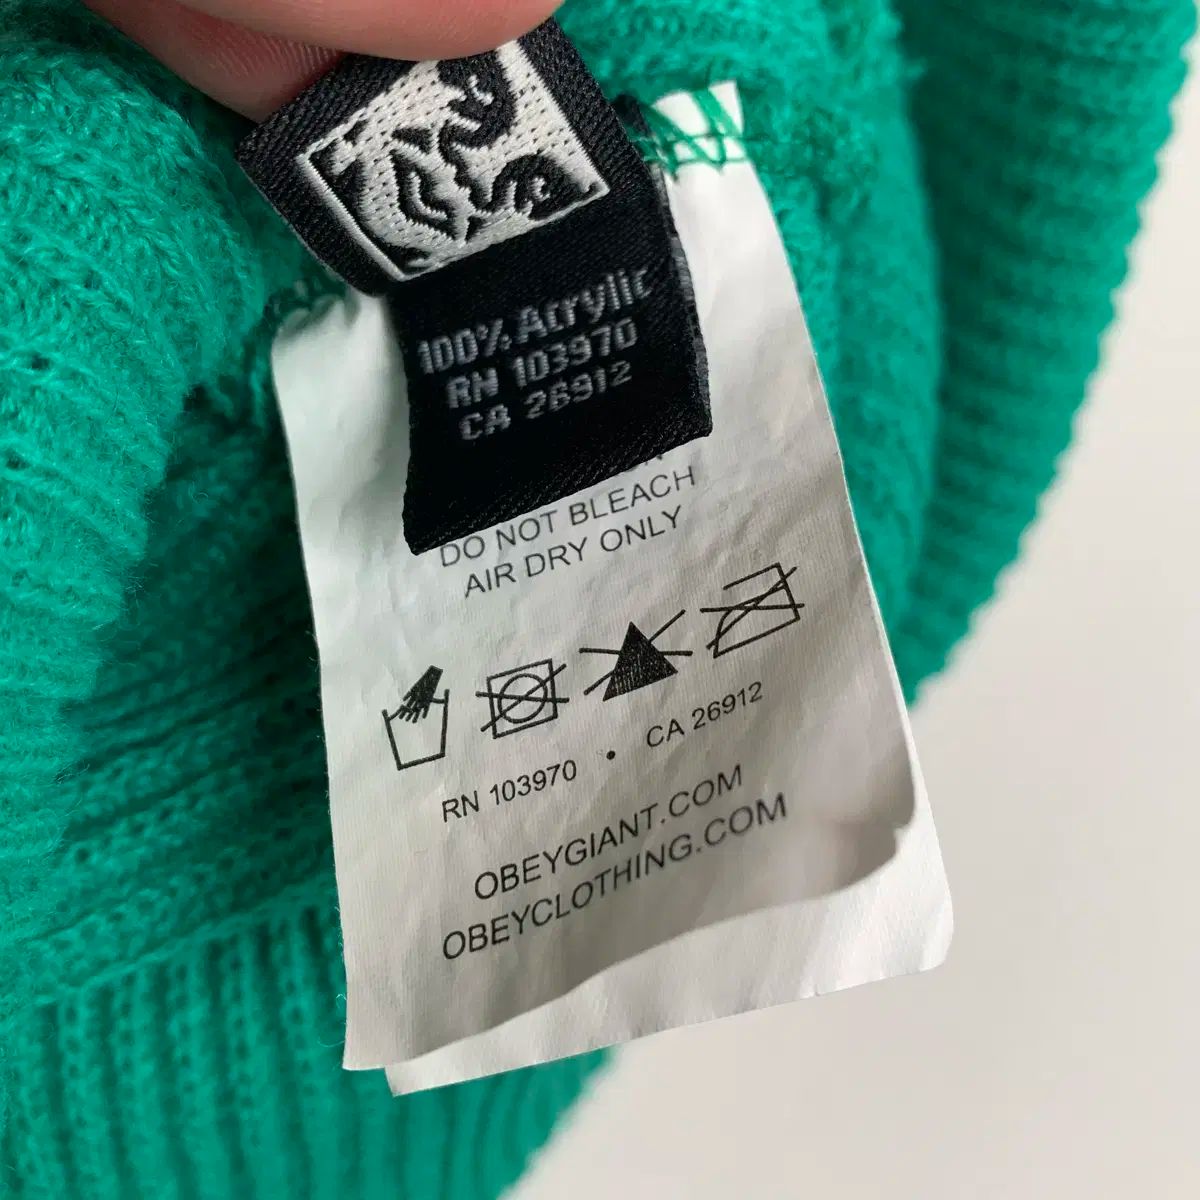 100% Acrylic
RN 103970
CA 26912
DO NOT BLEACH
AIR DRY ONLY
RN 103970 • CA 26912
OBEYGIANT.COM
OBEYCLOTHING.COM